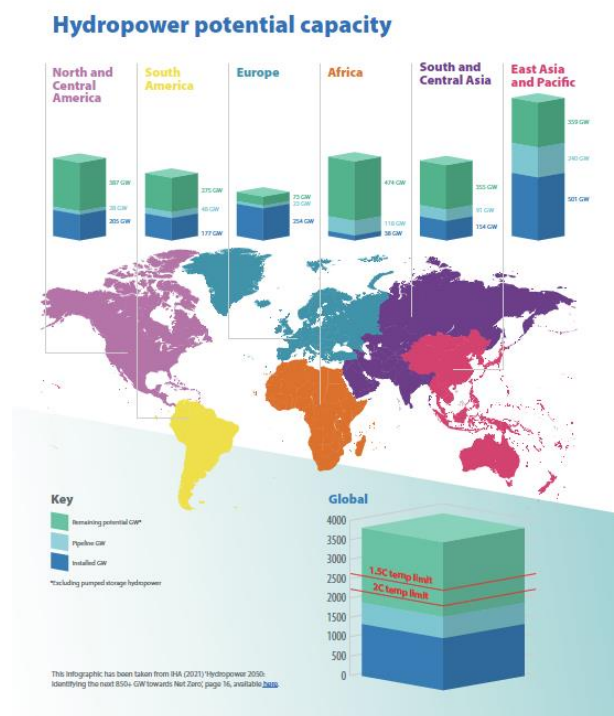 Hydropower potential capacity
North and
Central
America
South
America
Europe
Africa
South and
Central Asia
East Asia
and Pacific
387 GW
205 GW
275 GW
177 GW
73 GW
254 GW
474 GW
118 GW
38 GW
355 GW
91 GW
154 GW
359 GW
240 GW
501 GW
Key
Remaining potential GW*
Pipeline GW
Installed GW
*Excluding pumped storage hydropower
Global
4000
3500
3000
2500
2000
1500
1000
500
0
1.5C temp limit
2C temp limit
This infographic has been taken from IHA (2021) 'Hydropower 2050:
Identifying the next 850+ GW towards Net Zero', page 16, available here.